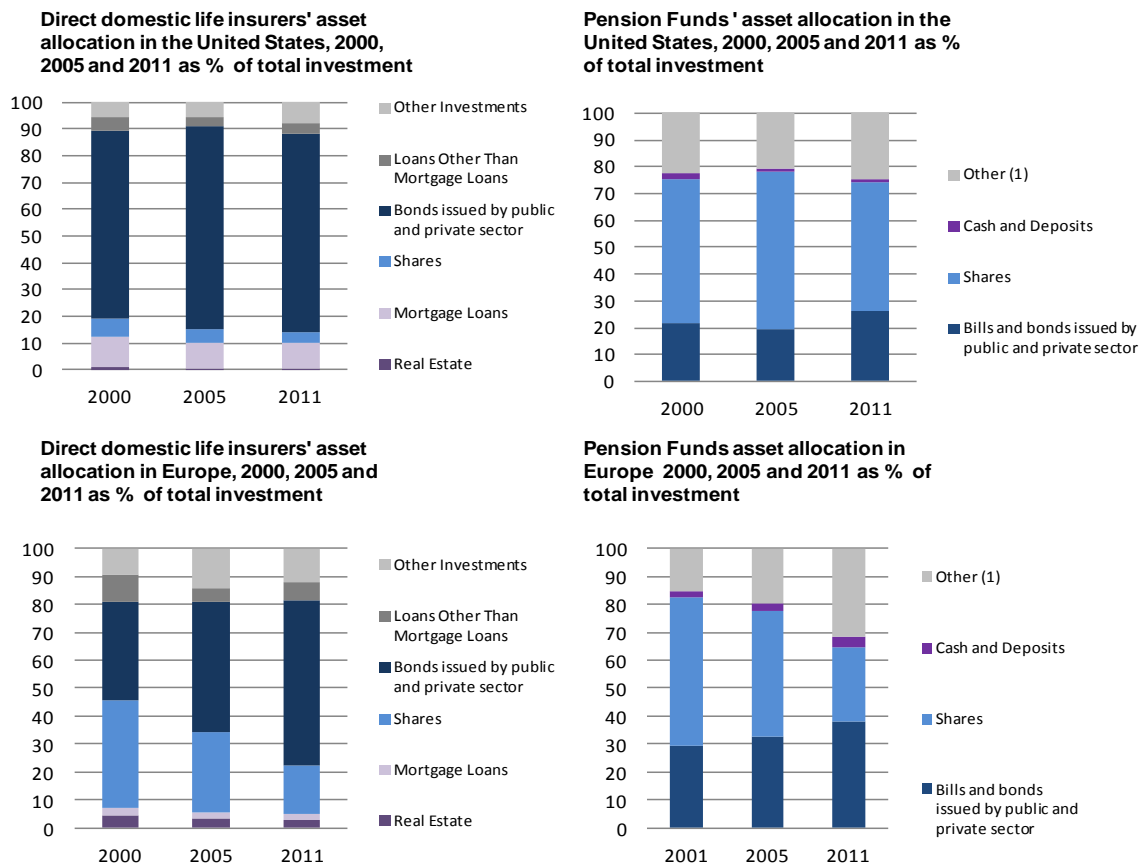 Direct domestic life insurers' asset
allocation in the United States, 2000,
2005 and 2011 as % of total investment
100
90
80
70
60
50
40
30
20
10
0
2000
2005
2011
Other Investments
Loans Other Than
Mortgage Loans
Bonds issued by public
and private sector
Shares
Mortgage Loans
Real Estate
Pension Funds ' asset allocation in the
United States, 2000, 2005 and 2011 as %
of total investment
100
90
80
70
60
50
40
30
20
10
0
2000
2005
2011
Other (1)
Cash and Deposits
Shares
Bills and bonds issued by
public and private sector
Direct domestic life insurers' asset
allocation in Europe, 2000, 2005 and
2011 as % of total investment
100
90
80
70
60
50
40
30
20
10
0
2000
2005
2011
Other Investments
Loans Other Than
Mortgage Loans
Bonds issued by public
and private sector
Shares
Mortgage Loans
Real Estate
Pension Funds asset allocation in
Europe 2000, 2005 and 2011 as % of
total investment
100
90
80
70
60
50
40
30
20
10
0
2001
2005
2011
Other (1)
Cash and Deposits
Shares
Bills and bonds
issued by public and
private sector